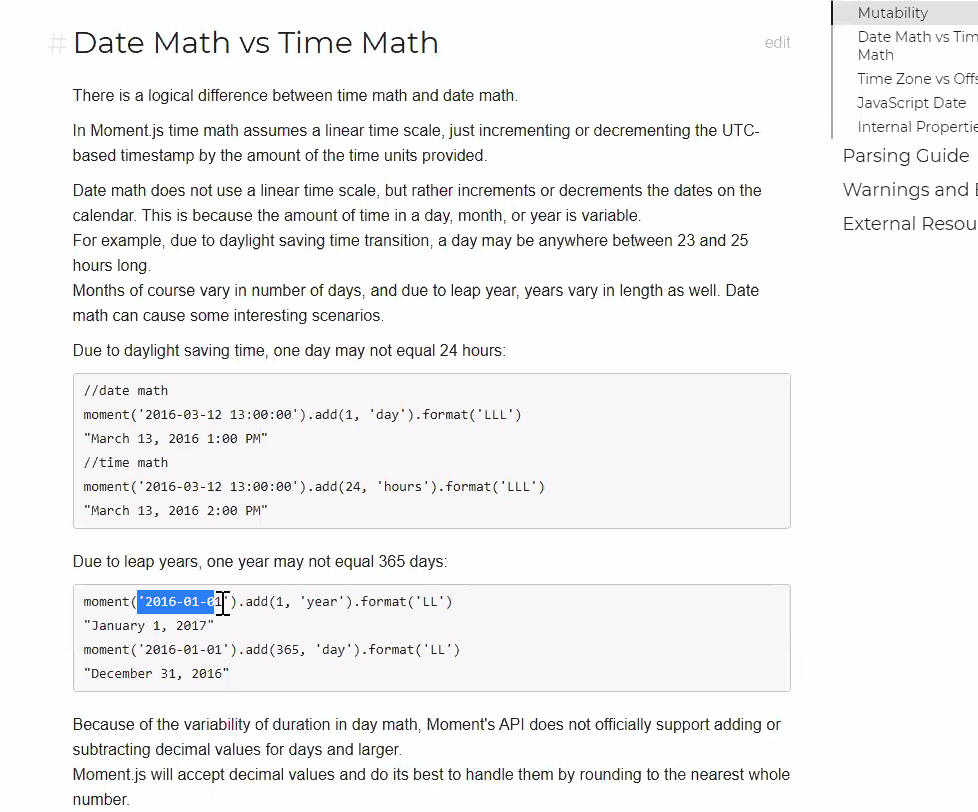 # Date Math vs Time Math
edit
There is a logical difference between time math and date math.
In Moment.js time math assumes a linear time scale, just incrementing or decrementing the UTC-
based timestamp by the amount of the time units provided.
Date math does not use a linear time scale, but rather increments or decrements the dates on the
calendar. This is because the amount of time in a day, month, or year is variable.
For example, due to daylight saving time transition, a day may be anywhere between 23 and 25
hours long.
Months of course vary in number of days, and due to leap year, years vary in length as well. Date
math can cause some interesting scenarios.
Due to daylight saving time, one day may not equal 24 hours:
//date math
moment('2016-03-12 13:00:00').add(1, 'day').format('LLL')
"March 13, 2016 1:00 PM"
//time math
moment('2016-03-12 13:00:00').add(24, 'hours').format('LLL')
"March 13, 2016 2:00 PM"
Due to leap years, one year may not equal 365 days:
moment('2016-01-01').add(1, 'year').format('LL')
"January 1, 2017"
moment('2016-01-01').add(365, 'day').format('LL')
"December 31, 2016"
Because of the variability of duration in day math, Moment's API does not officially support adding or
subtracting decimal values for days and larger.
Moment.js will accept decimal values and do its best to handle them by rounding to the nearest whole
number.
Mutability
Date Math vs Tim
Math
Time Zone vs Offs
JavaScript Date
Internal Propertie
Parsing Guide
Warnings and
External Resou